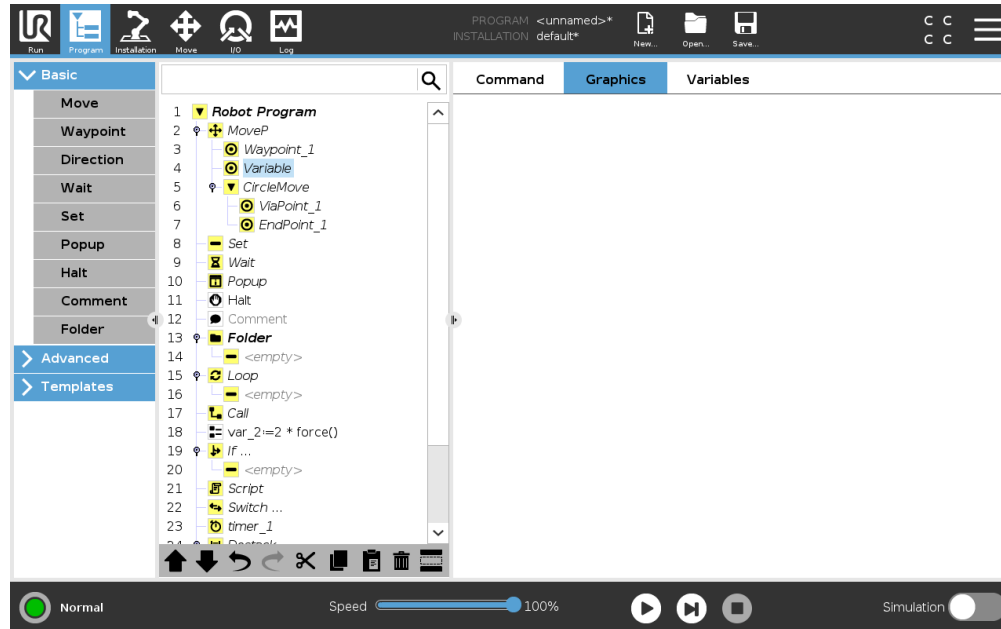 UR
PROGRAM <unnamed>*
INSTALLATION default*
Run Program Installation Move I/O Log New... Open... Save...
C C
C C
Basic
Command Graphics Variables
Move
Waypoint
Direction
Wait
Set
Popup
Halt
Comment
Folder
Advanced
Templates
1 Robot Program
2 MoveP
3 Waypoint_1
4 Variable
5 CircleMove
6 ViaPoint_1
7 EndPoint_1
8 Set
9 Wait
10 Popup
11 Halt
12 Comment
13 Folder
14 <empty>
15 Loop
16 <empty>
17 Call
18 var_2:=2 * force()
19 If ...
20 <empty>
21 Script
22 Switch ...
23 timer_1
Normal Speed 100% Simulation